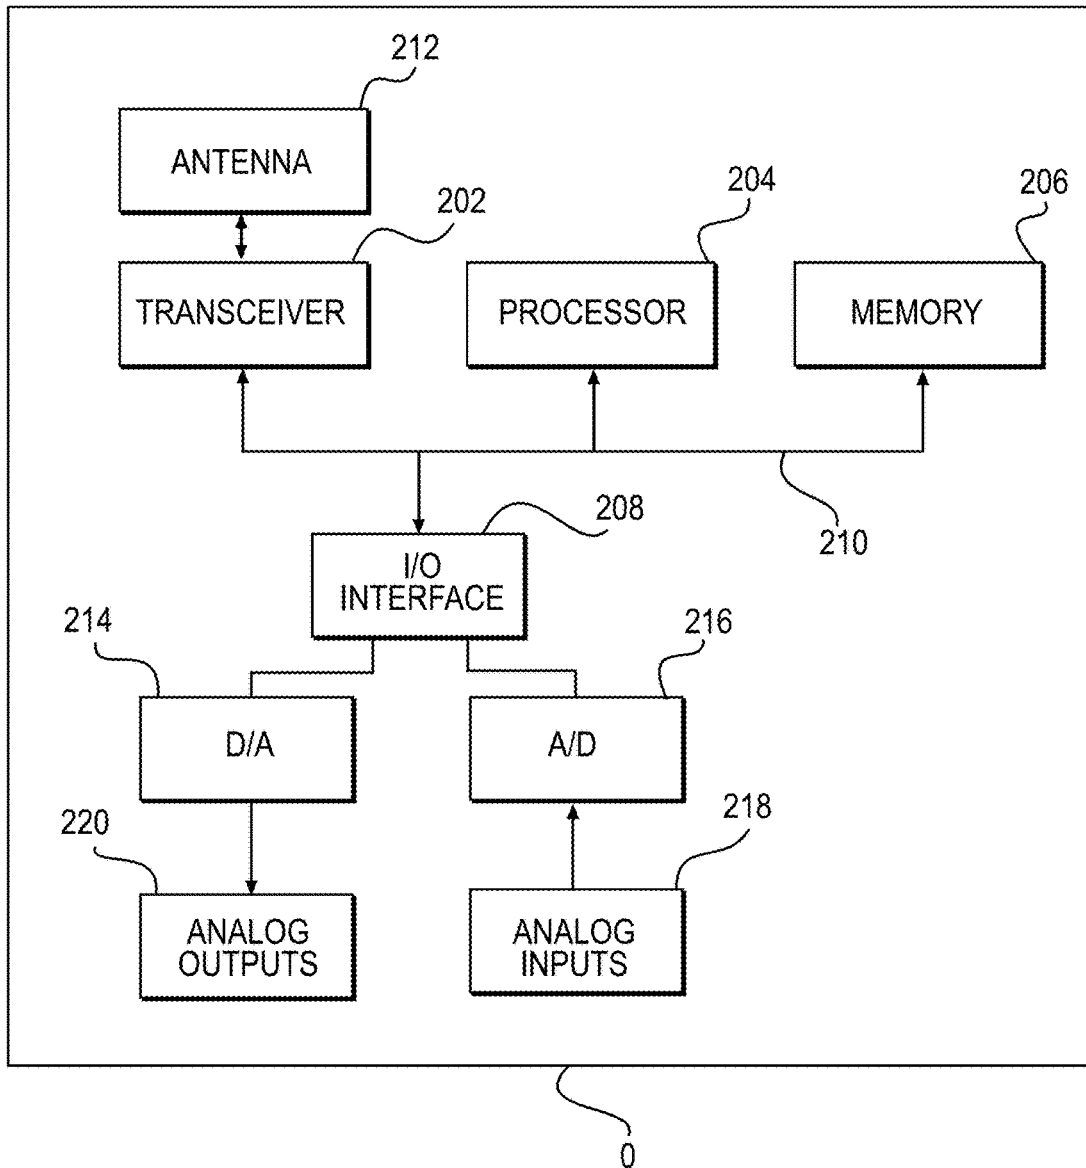 212
ANTENNA
202
204
206
TRANSCEIVER
PROCESSOR
MEMORY
208
210
I/O
INTERFACE
214
216
D/A
A/D
220
218
ANALOG
OUTPUTS
ANALOG
INPUTS
0